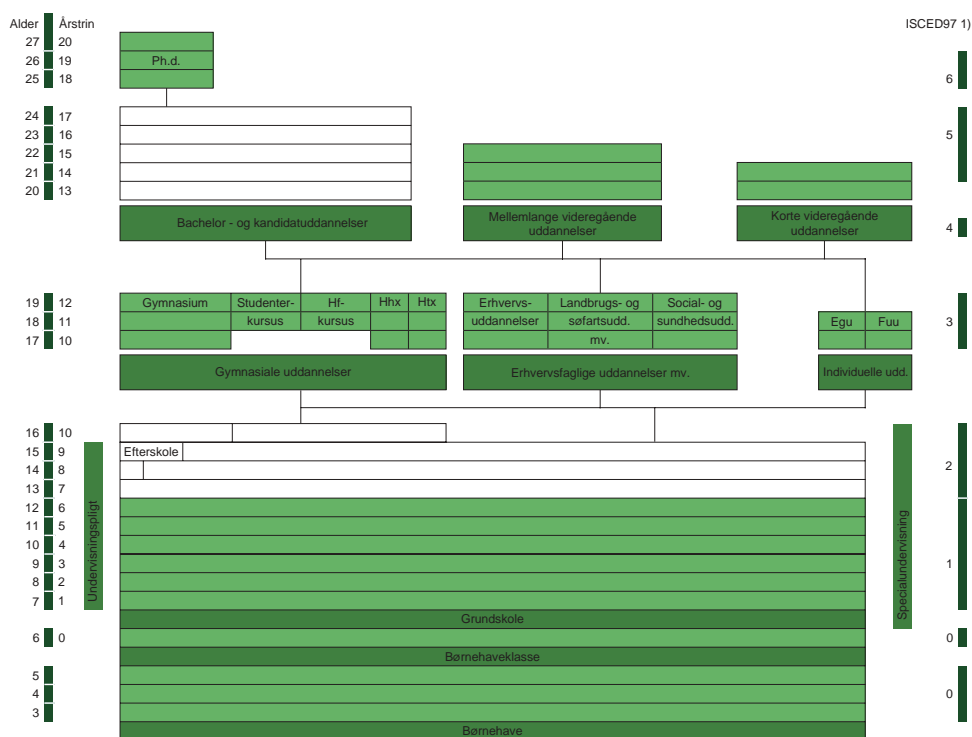 Alder Årstrin ISCED97 1)
27 20
26 19 Ph.d.
25 18 6
24 17
23 16 5
22 15
21 14
20 13
Bachelor - og kandidatuddannelser Mellemlange videregående uddannelser Korte videregående uddannelser 4
19 12 Gymnasium Studenter- Hf- Hhx Htx Erhvervs- Landbrugs- og Social- og
18 11 kursus kursus uddannelser søfartsudd. sundhedsudd. Egu Fuu 3
17 10 mv.
Gymnasiale uddannelser Erhvervsfaglige uddannelser mv. Individuelle udd.
16 10
15 9 Efterskole
14 8 2
13 7
12 6
11 5
10 4
9 3 1
8 2
7 1
Undervisningspligt
Specialundervisning
Grundskole
6 0 0
Børnehaveklasse
5
4 0
3
Børnehave